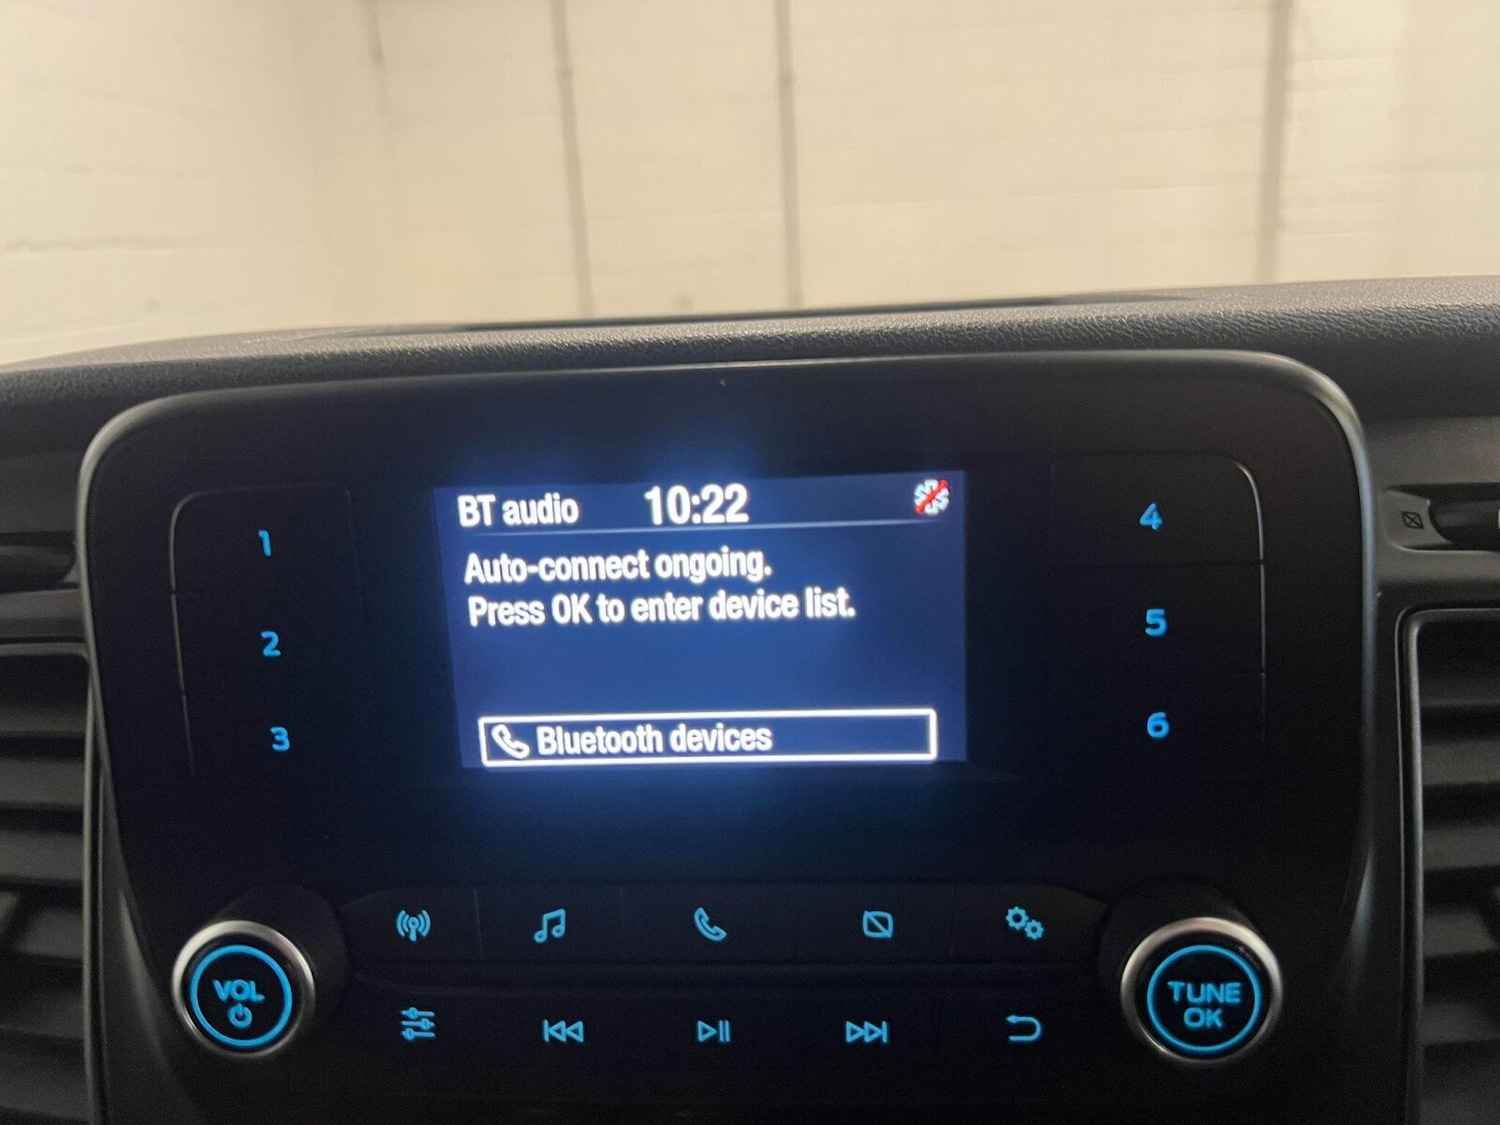 BT audio 10:22
Auto-connect ongoing.
Press OK to enter device list.
Bluetooth devices
1
2
3
4
5
6
VOL
TUNE
OK